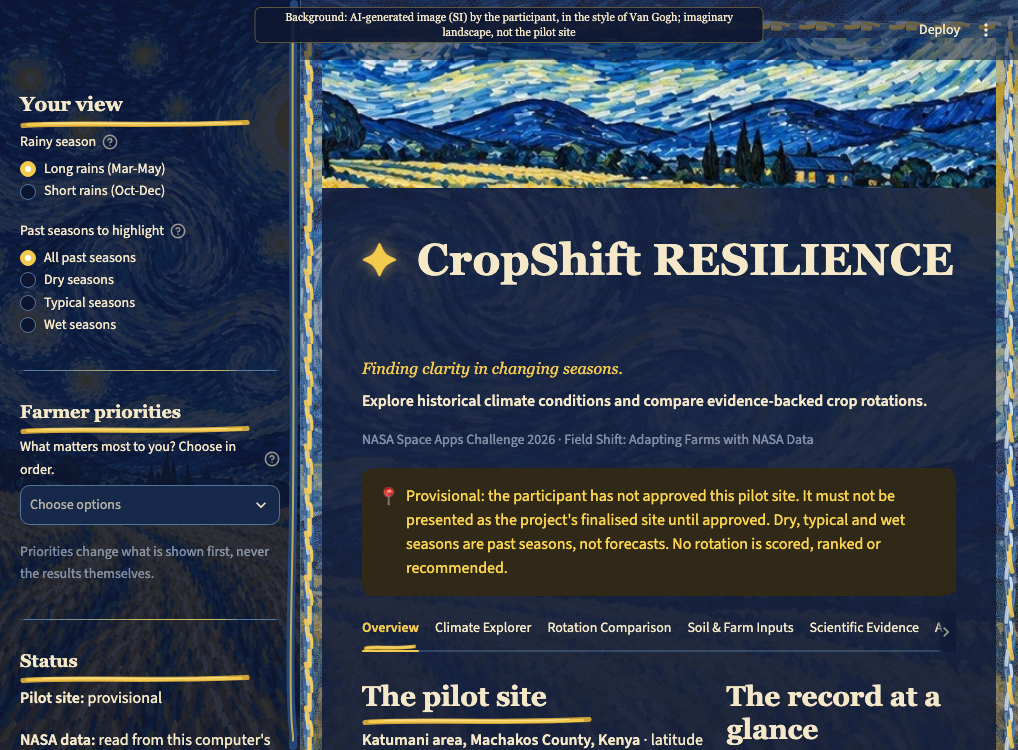 Background: AI-generated image (SI) by the participant, in the style of Van Gogh; imaginary
landscape, not the pilot site
Deploy
Your view
Rainy season
Long rains (Mar-May)
Short rains (Oct-Dec)
Past seasons to highlight
All past seasons
Dry seasons
Typical seasons
Wet seasons
Farmer priorities
What matters most to you? Choose in
order.
Choose options
Priorities change what is shown first, never
the results themselves.
Status
Pilot site: provisional
NASA data: read from this computer's
CropShift RESILIENCE
Finding clarity in changing seasons.
Explore historical climate conditions and compare evidence-backed crop rotations.
NASA Space Apps Challenge 2026 · Field Shift: Adapting Farms with NASA Data
Provisional: the participant has not approved this pilot site. It must not be
presented as the project's finalised site until approved. Dry, typical and wet
seasons are past seasons, not forecasts. No rotation is scored, ranked or
recommended.
Overview Climate Explorer Rotation Comparison Soil & Farm Inputs Scientific Evidence
The pilot site
Katumani area, Machakos County, Kenya · latitude
The record at a
glance